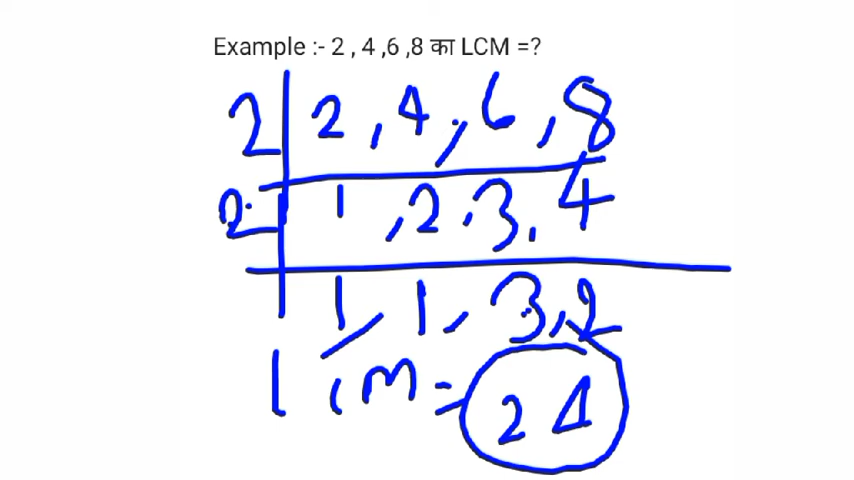 Example :- 2 , 4 ,6 ,8 का LCM =?
2 2 , 4 , 6 , 8
2 1 , 2 , 3 , 4
1 , 1 , 3 , 2
LCM = 24